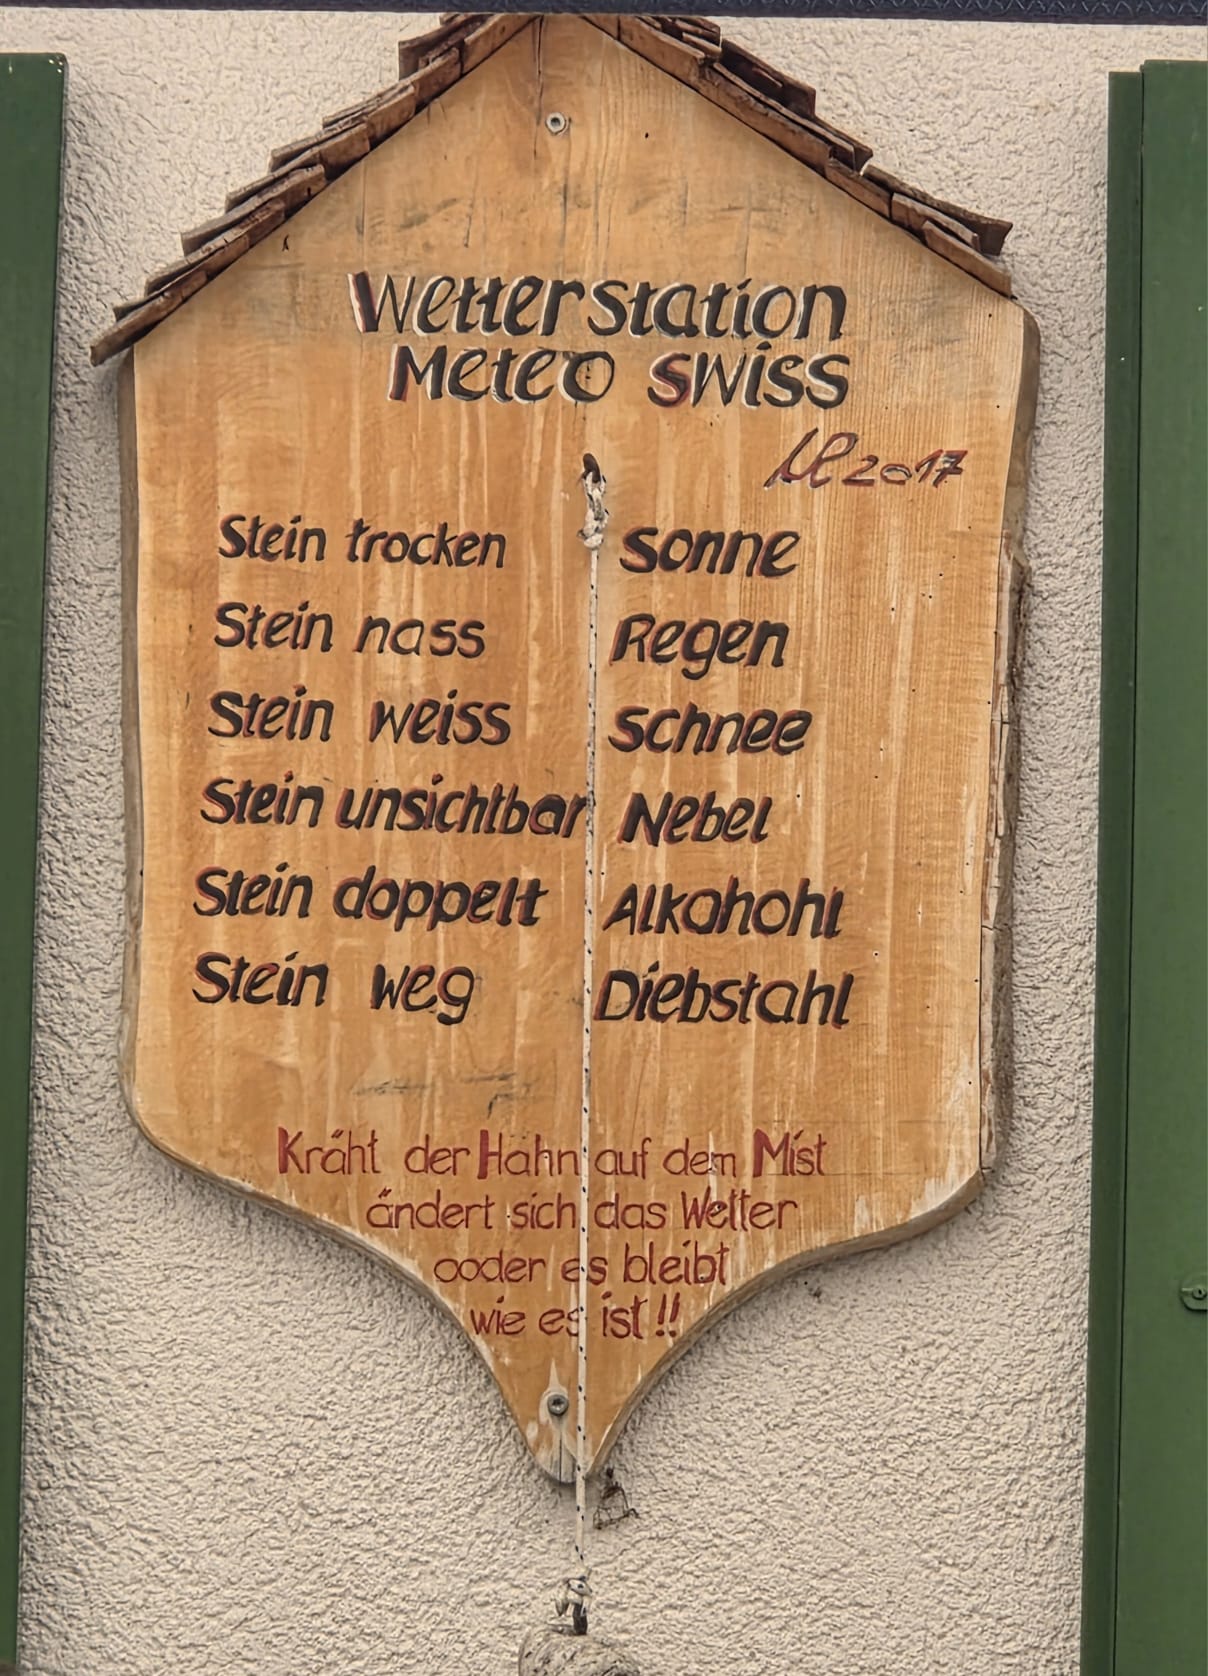 Wetterstation
Meteo Swiss
2017
Stein trocken Sonne
Stein nass Regen
Stein weiss Schnee
Stein unsichtbar Nebel
Stein doppelt Alkahohl
Stein weg Diebstahl
Kräht der Hahn auf dem Mist
ändert sich das Wetter
ooder es bleibt
wie es ist !!